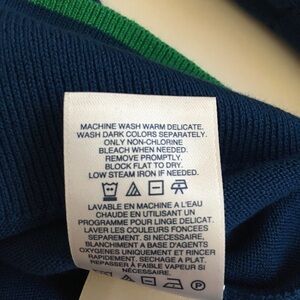 MACHINE WASH WARM DELICATE.
WASH DARK COLORS SEPARATELY.
ONLY NON-CHLORINE
BLEACH WHEN NEEDED.
REMOVE PROMPTLY.
BLOCK FLAT TO DRY.
LOW STEAM IRON IF NEEDED.
LAVABLE EN MACHINE A L'EAU
CHAUDE EN UTILISANT UN
PROGRAMME POUR LINGE DELICAT.
LAVER LES COULEURS FONCEES
SEPAREMENT. SI NECESSAIRE,
BLANCHIMENT A BASE D'AGENTS
OXYGENES UNIQUEMENT ET RINCER
RAPIDEMENT. SECHAGE A PLAT.
REPASSER A FAIBLE VAPEUR SI
NÉCESSAIRE.
P